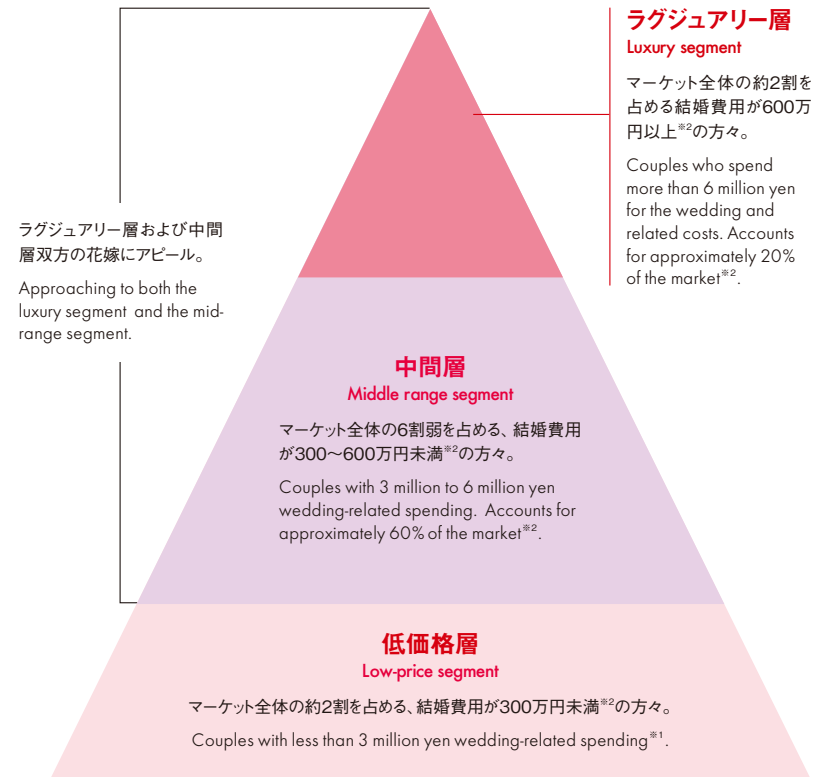 ラグジュアリー層
Luxury segment
マーケット全体の約2割を
占める結婚費用が600万
円以上※2の方々。
Couples who spend
more than 6 million yen
for the wedding and
related costs. Accounts
for approximately 20%
of the market※2.
ラグジュアリー層および中間
層双方の花嫁にアピール。
Approaching to both the
luxury segment and the mid-
range segment.
中間層
Middle range segment
マーケット全体の6割弱を占める、結婚費用
が300～600万円未満※2の方々。
Couples with 3 million to 6 million yen
wedding-related spending. Accounts for
approximately 60% of the market※2.
低価格層
Low-price segment
マーケット全体の約2割を占める、結婚費用が300万円未満※2の方々。
Couples with less than 3 million yen wedding-related spending※1.